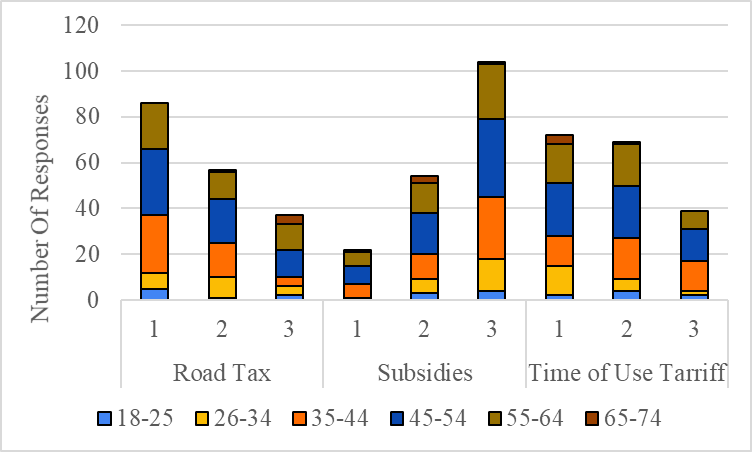 120
100
80
60
40
20
0
Number Of Responses
1 2 3 1 2 3 1 2 3
Road Tax Subsidies Time of Use Tarriff
18-25 26-34 35-44 45-54 55-64 65-74